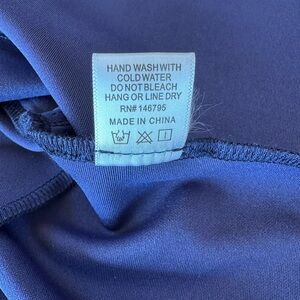 HAND WASH WITH
COLD WATER
DO NOT BLEACH
HANG OR LINE DRY
RN#146795
MADE IN CHINA